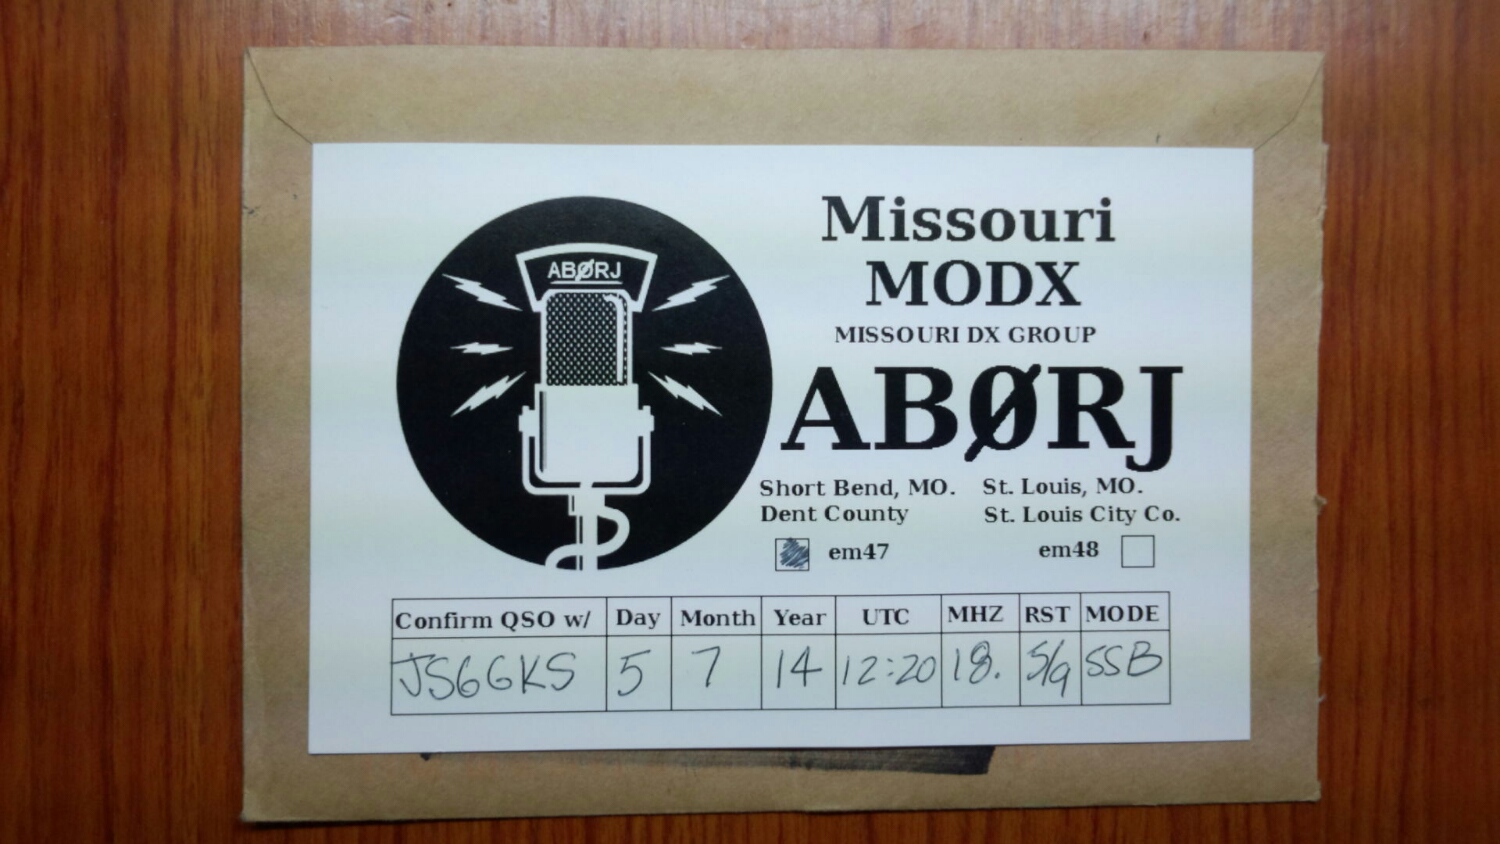 ABØRJ
Missouri
MODX
MISSOURI DX GROUP
ABØRJ
Short Bend, MO. St. Louis, MO.
Dent County St. Louis City Co.
em47 em48
Confirm QSO w/ Day Month Year UTC MHZ RST MODE
JS6GKS 5 7 14 12:20 18. 5/9 SSB